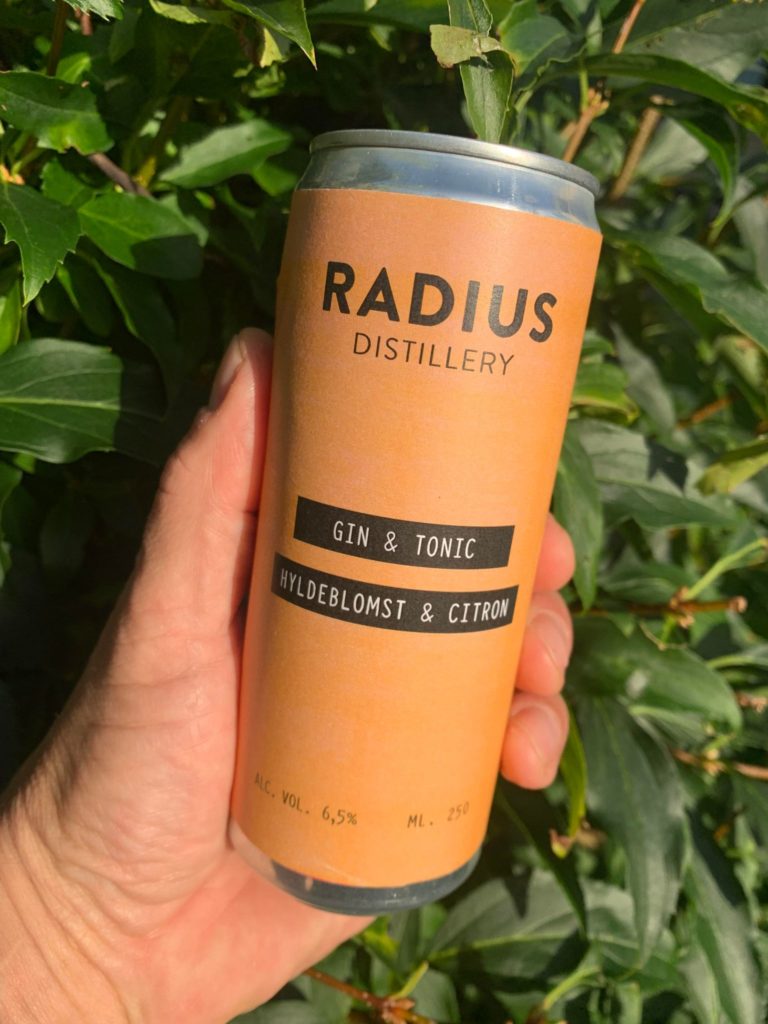 RADIUS
DISTILLERY
GIN & TONIC
HYLDEBLOMST & CITRON
ALC. VOL. 6,5% ML. 250